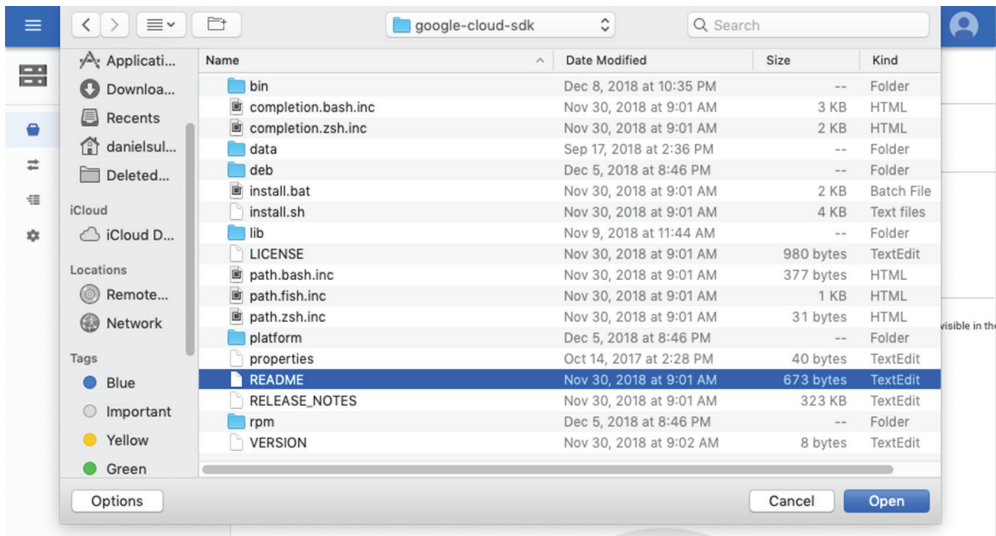 google-cloud-sdk
Search
Applicati...
Downloa...
Recents
danielsul...
Deleted...
iCloud
iCloud D...
Locations
Remote...
Network
Tags
Blue
Important
Yellow
Green
Name Date Modified Size Kind
bin Dec 8, 2018 at 10:35 PM -- Folder
completion.bash.inc Nov 30, 2018 at 9:01 AM 3 KB HTML
completion.zsh.inc Nov 30, 2018 at 9:01 AM 2 KB HTML
data Sep 17, 2018 at 2:36 PM -- Folder
deb Dec 5, 2018 at 8:46 PM -- Folder
install.bat Nov 30, 2018 at 9:01 AM 2 KB Batch File
install.sh Nov 30, 2018 at 9:01 AM 4 KB Text files
lib Nov 9, 2018 at 11:44 AM -- Folder
LICENSE Nov 30, 2018 at 9:01 AM 980 bytes TextEdit
path.bash.inc Nov 30, 2018 at 9:01 AM 377 bytes HTML
path.fish.inc Nov 30, 2018 at 9:01 AM 1 KB HTML
path.zsh.inc Nov 30, 2018 at 9:01 AM 31 bytes HTML
platform Dec 5, 2018 at 8:46 PM -- Folder
properties Oct 14, 2017 at 2:28 PM 40 bytes TextEdit
README Nov 30, 2018 at 9:01 AM 673 bytes TextEdit
RELEASE_NOTES Nov 30, 2018 at 9:01 AM 323 KB TextEdit
rpm Dec 5, 2018 at 8:46 PM -- Folder
VERSION Nov 30, 2018 at 9:02 AM 8 bytes TextEdit
visible in the
Options
Cancel
Open